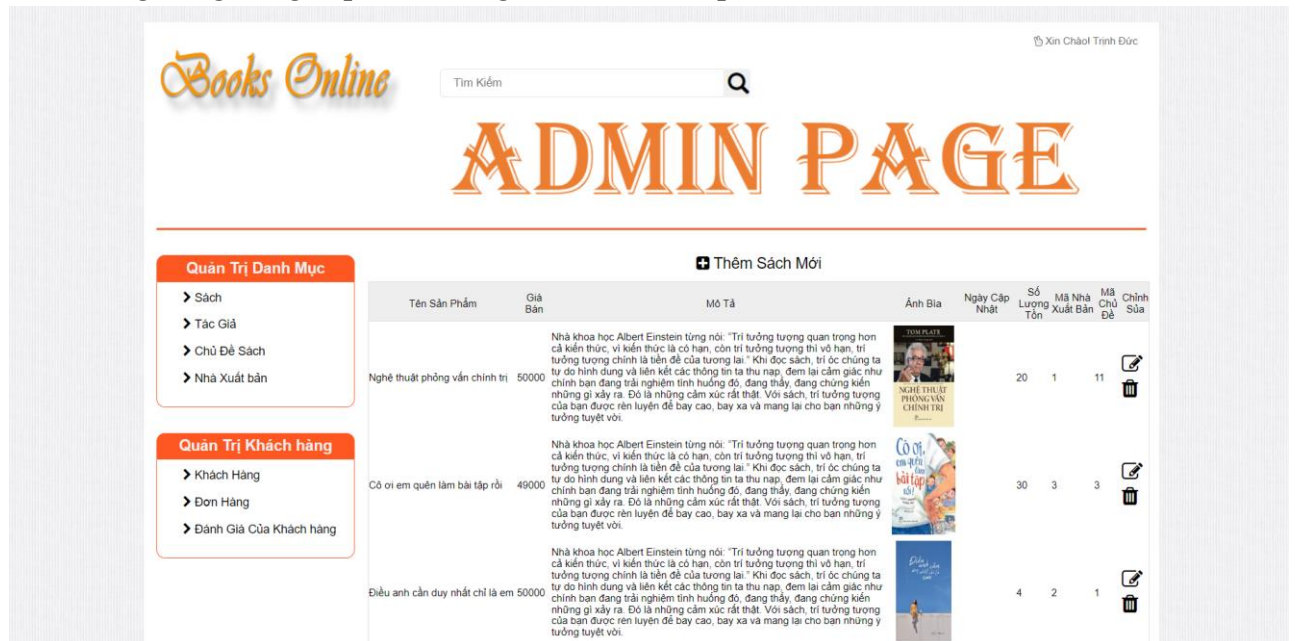 Xin Chào! Trịnh Đức
Books Online
Tìm Kiếm
ADMIN PAGE
Quản Trị Danh Mục
Sách
Tác Giả
Chủ Đề Sách
Nhà Xuất bản
Quản Trị Khách hàng
Khách Hàng
Đơn Hàng
Đánh Giá Của Khách hàng
Thêm Sách Mới
Tên Sản Phẩm Giá Bán Mô Tả Ảnh Bìa Ngày Cập Nhật Số Lượng Tồn Mã Nhà Xuất Bản Mã Chủ Đề Chỉnh Sửa
Nghệ thuật phỏng vấn chính trị 50000
Nhà khoa học Albert Einstein từng nói: "Trí tưởng tượng quan trọng hơn
cả kiến thức, vì kiến thức là có hạn, còn trí tưởng tượng thì vô hạn, trí
tưởng tượng chính là tiền đề của tương lai." Khi đọc sách, trí óc chúng ta
tự do hình dung và liên kết các thông tin ta thu nạp, đem lại cảm giác như
chính bạn đang trải nghiệm tình huống đó, đang thấy, đang chứng kiến
những gì xảy ra. Đó là những cảm xúc rất thật. Với sách, trí tưởng tượng
của bạn được rèn luyện để bay cao, bay xa và mang lại cho bạn những ý
tưởng tuyệt vời.
TOM PLATE
NGHỆ THUẬT
PHỎNG VẤN
CHÍNH TRỊ
20 1 11
Cô ơi em quên làm bài tập rồi 49000
Nhà khoa học Albert Einstein từng nói: "Trí tưởng tượng quan trọng hơn
cả kiến thức, vì kiến thức là có hạn, còn trí tưởng tượng thì vô hạn, trí
tưởng tượng chính là tiền đề của tương lai." Khi đọc sách, trí óc chúng ta
tự do hình dung và liên kết các thông tin ta thu nạp, đem lại cảm giác như
chính bạn đang trải nghiệm tình huống đó, đang thấy, đang chứng kiến
những gì xảy ra. Đó là những cảm xúc rất thật. Với sách, trí tưởng tượng
của bạn được rèn luyện để bay cao, bay xa và mang lại cho bạn những ý
tưởng tuyệt vời.
Cô ơi,
em quên
làm
bài tập
rồi!
30 3 3
Điều anh cần duy nhất chỉ là em 50000
Nhà khoa học Albert Einstein từng nói: "Trí tưởng tượng quan trọng hơn
cả kiến thức, vì kiến thức là có hạn, còn trí tưởng tượng thì vô hạn, trí
tưởng tượng chính là tiền đề của tương lai." Khi đọc sách, trí óc chúng ta
tự do hình dung và liên kết các thông tin ta thu nạp, đem lại cảm giác như
chính bạn đang trải nghiệm tình huống đó, đang thấy, đang chứng kiến
những gì xảy ra. Đó là những cảm xúc rất thật. Với sách, trí tưởng tượng
của bạn được rèn luyện để bay cao, bay xa và mang lại cho bạn những ý
tưởng tuyệt vời.
4 2 1